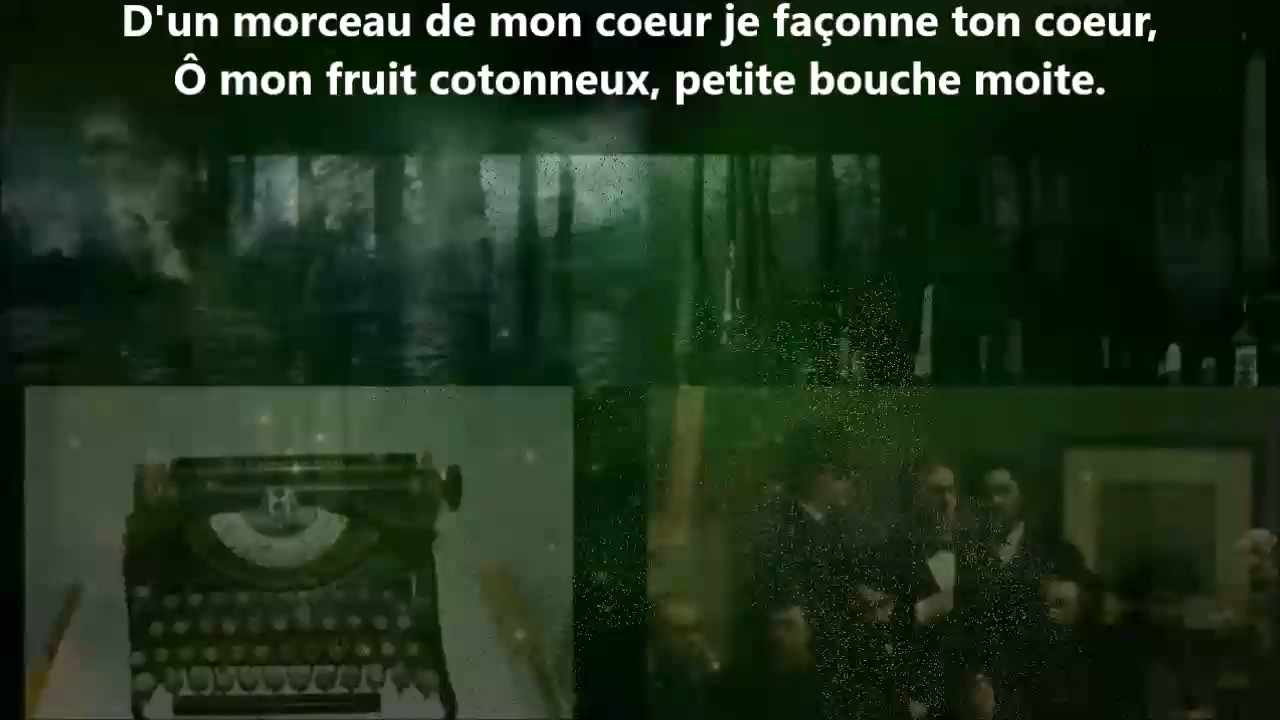 D'un morceau de mon coeur je façonne ton coeur,
Ô mon fruit cotonneux, petite bouche moite.